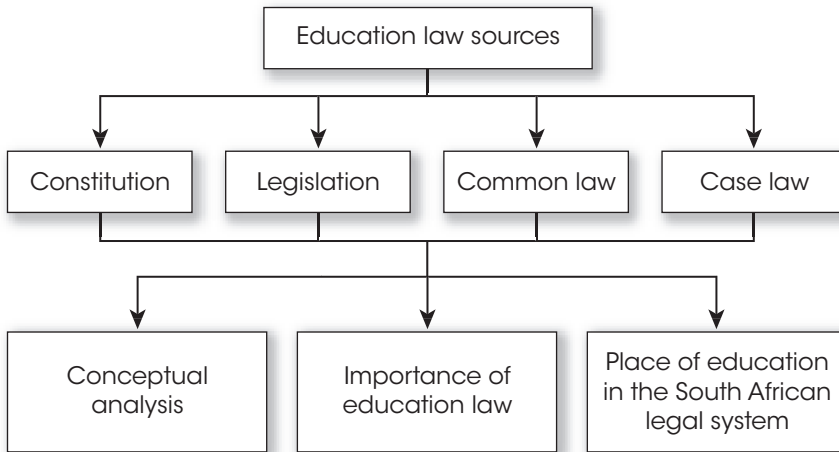 Education law sources
Constitution
Legislation
Common law
Case law
Conceptual
analysis
Importance of
education law
Place of education
in the South African
legal system